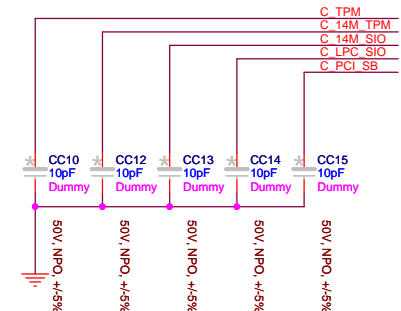 C_TPM
C_14M_TPM
C_14M_SIO
C_LPC_SIO
C_PCI_SB
* CC10
10pF
Dummy
* CC12
10pF
Dummy
* CC13
10pF
Dummy
* CC14
10pF
Dummy
* CC15
10pF
Dummy
50V, NPO, +/-5%
50V, NPO, +/-5%
50V, NPO, +/-5%
50V, NPO, +/-5%
50V, NPO, +/-5%